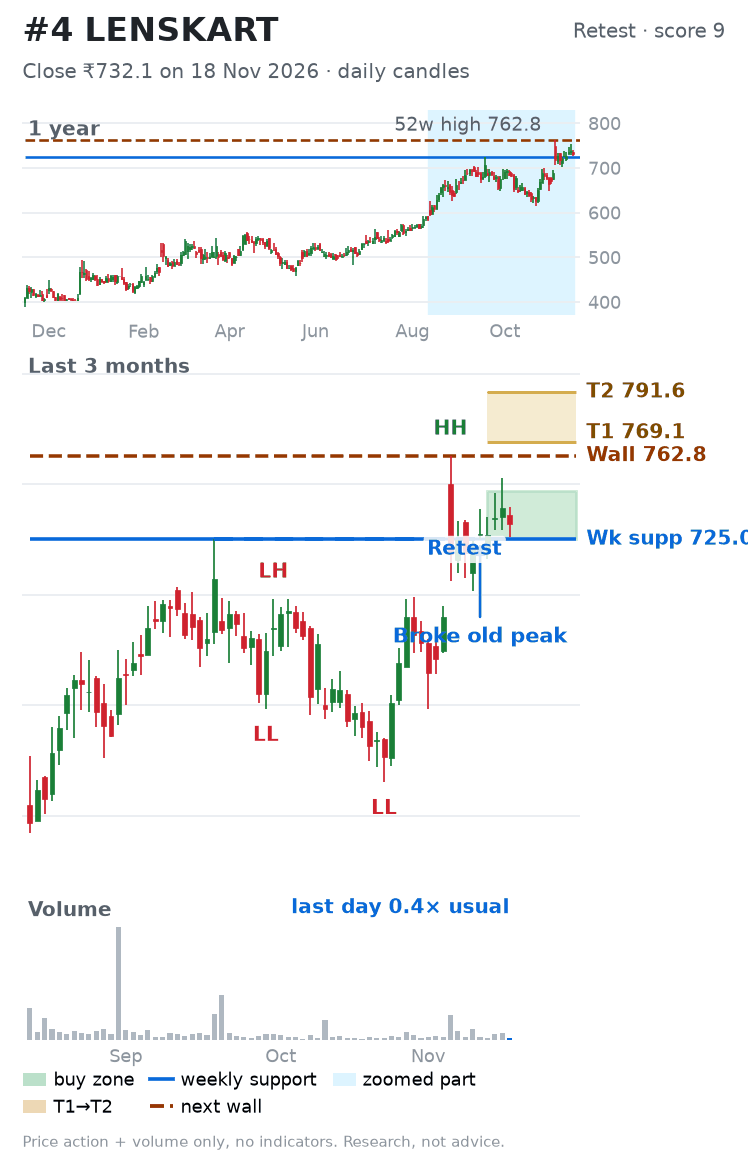 #4 LENSKART
Retest · score 9
Close ₹732.1 on 18 Nov 2026 · daily candles
1 year
52w high 762.8
800
700
600
500
400
Dec Feb Apr Jun Aug Oct
Last 3 months
T2 791.6
HH
T1 769.1
Wall 762.8
Wk supp 725.0
Retest
LH
Broke old peak
LL
LL
Volume
last day 0.4× usual
Sep Oct Nov
buy zone weekly support zoomed part
T1→T2 next wall
Price action + volume only, no indicators. Research, not advice.